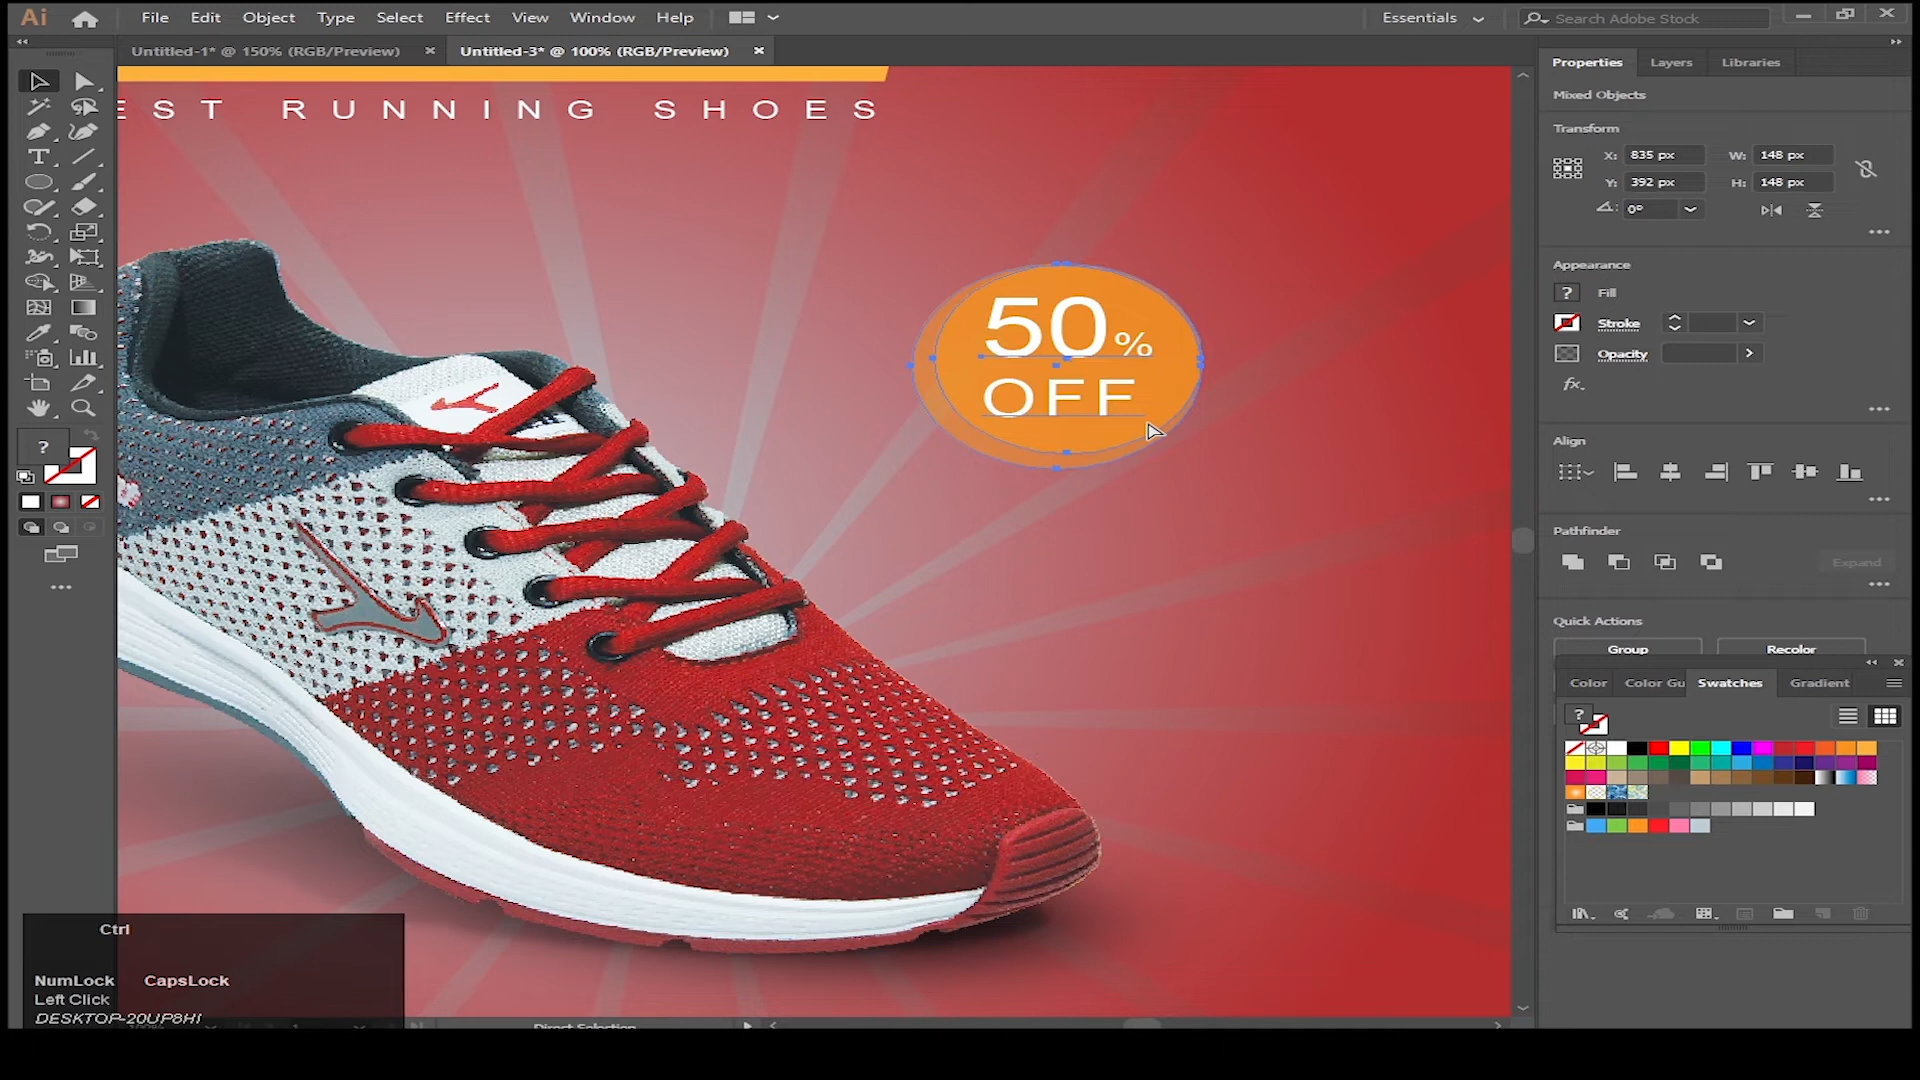 Ai File Edit Object Type Select Effect View Window Help Essentials Search Adobe Stock
Untitled-1* @ 150% (RGB/Preview) × Untitled-3* @ 100% (RGB/Preview) ×
EST RUNNING SHOES
50%
OFF
Properties Layers Libraries
Mixed Objects
Transform
X: 835 px W: 148 px
Y: 392 px H: 148 px
0°
Appearance
? Fill
Stroke
Opacity
fx.
Align
Pathfinder
Expand
Quick Actions
Group Recolor
Color Color Gu Swatches Gradient
?
?
Ctrl
NumLock CapsLock
Left Click
DESKTOP-20UP8HI
Direct Selection